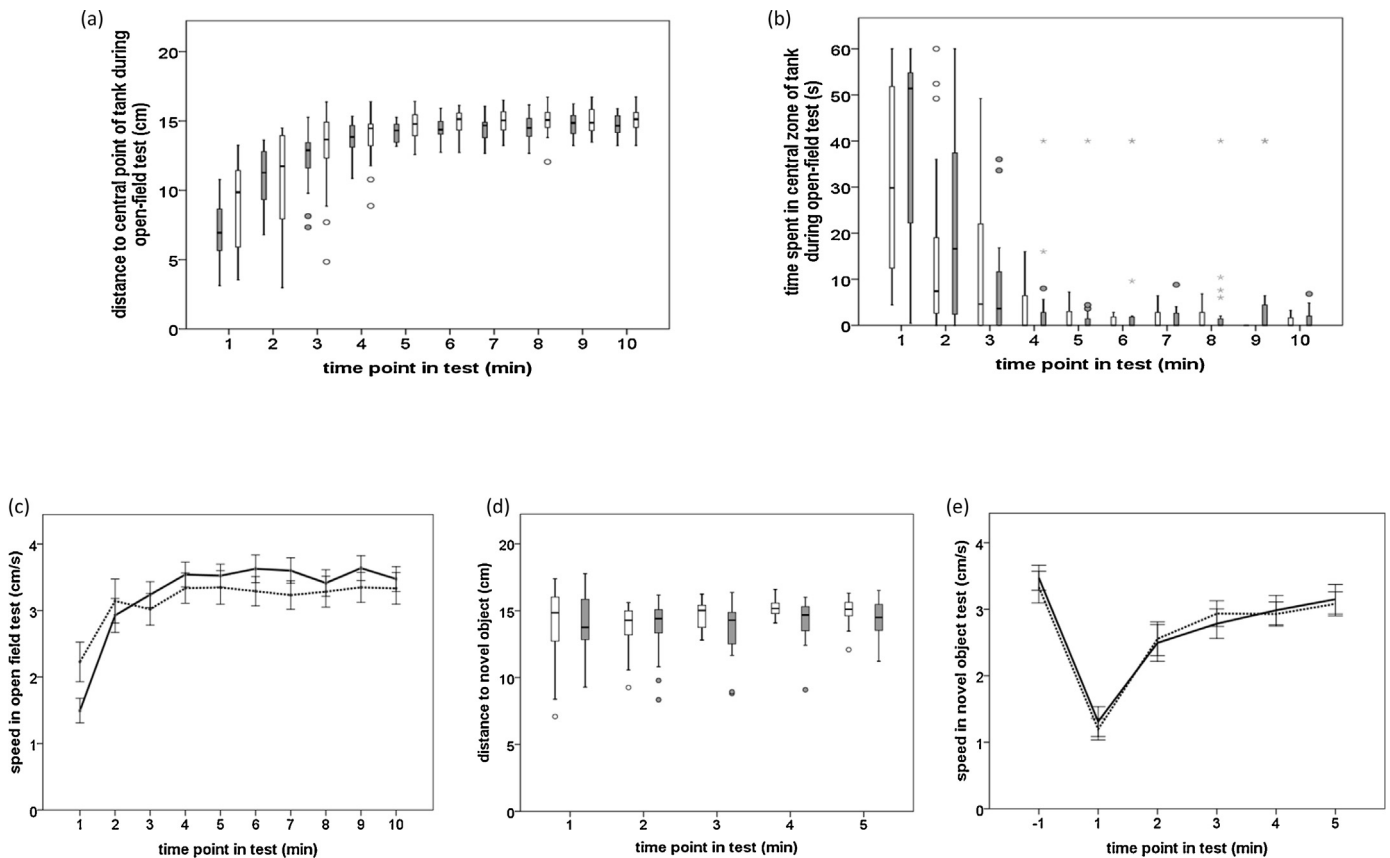 (a)
distance to central point of tank during
open-field test (cm)
20
15
10
5
0
1 2 3 4 5 6 7 8 9 10
time point in test (min)
(b)
time spent in central zone of tank
during open-field test (s)
60
50
40
30
20
10
0
1 2 3 4 5 6 7 8 9 10
time point in test (min)
(c)
speed in open field test (cm/s)
4
3
2
1
0
1 2 3 4 5 6 7 8 9 10
time point in test (min)
(d)
distance to novel object (cm)
20
15
10
5
0
1 2 3 4 5
time point in test (min)
(e)
speed in novel object test (cm/s)
4
3
2
1
0
-1 1 2 3 4 5
time point in test (min)